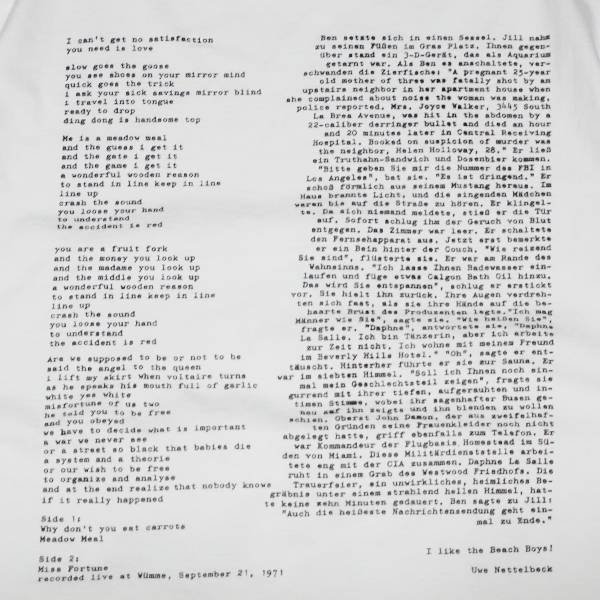 I can't get no satisfaction
you need is love
slow goes the goose
you see shoes on your mirror mind
quick goes the trick
i ask your sick savings mirror blind
i travel into tongue
ready to drop
ding dong is handsome top
Me is a meadow meal
and the guess i get it
and the gate i get it
and the game i get it
a wonderful wooden reason
to stand in line keep in line
line up
crash the sound
you loose your hand
to understand
the accident is red
you are a fruit fork
and the money you look up
and the madame you look up
and the middle you look up
a wonderful wooden reason
to stand in line keep in line
line up
crash the sound
you loose your hand
to understand
the accident is red
Are we supposed to be or not to be
said the angel to the queen
i lift my skirt when voltaire turns
as he speaks his mouth full of garlic
white yes white
misfortune of us two
he told you to be free
and you obeyed
we have to decide what is important
a war we never see
or a street so black that babies die
a system and a theorie
or our wish to be free
to organize and analyse
and at the end realize that nobody knows
if it really happened
Side 1:
Why don't you eat carrots
Meadow Meal
Side 2:
Miss Fortune
recorded live at Wümme, September 21, 1971
Ben setzte sich in einen Sessel. Jill nahm
zu seinen Füßen im Gras Platz. Ihnen gegen-
über stand ein 3-D-Gerät, das als Aquarium
getarnt war. Als Ben es anschaltete, ver-
schwanden die Zierfische: "A pregnant 23-year
old mother of three was fatally shot by an
upstairs neighbor in her apartment house when
she complained about noise the woman was making,
police reported. Mrs. Joyce Walker, 3445 South
La Brea Avenue, was hit in the abdomen by a
22-caliber derringer bullet and died an hour
and 20 minutes later in Central Receiving
Hospital. Booked on suspicion of murder was
the neighbor, Helen Holloway, 28." Er ließ
ein Truthahn-Sandwich und Dosenbier kommen.
"Bitte geben Sie mir die Nummer des FBI in
Los Angeles", bat sie. "Es ist dringend." Er
schoß förmlich aus seinem Mustang heraus. Im
Haus brannte Licht, und die singenden Mädchen
waren bis auf die Straße zu hören. Er klingel-
te. Da sich niemand meldete, stieß er die Tür
auf. Sofort schlug ihm der Geruch von Blut
entgegen. Das Zimmer war leer. Er schaltete
den Fernsehapparat aus. Jetzt erst bemerkte
er ein Bein hinter der Couch. "Wie reizend
Sie sind", flüsterte sie. Er war am Rande des
Wahnsinns. "Ich lasse Ihnen Badewasser ein-
laufen und füge etwas Calgon Bath Oil hinzu.
Das wird Sie entspannen", schlug er erstickt
vor. Sie hielt ihn zurück. Ihre Augen verdreh-
ten sich fast, als sie ihre Hände auf die be-
haarte Brust des Produzenten legte. "Ich mag
Männer wie Sie", sagte sie. "Wie heißen Sie",
fragte er. "Daphne", antwortete sie, "Daphne
La Salle. Ich bin Tänzerin, aber ich arbeite
zur Zeit nicht. Ich wohne mit meinem Freund
im Beverly Hills Hotel." "Oh", sagte er ent-
täuscht. Hinterher führte er sie zur Sauna. Er
war im siebten Himmel. "Soll ich Ihnen noch ein-
mal mein Geschlechtsteil zeigen", fragte sie
gurrend mit ihrer tiefen, aufgerauhten und in-
timen Stimme, wobei ihr sagenhafter Busen ge-
nau auf ihn zeigte und ihn blenden zu wollen
schien. Oberst John Damon, der aus zweifelhaf-
ten Gründen seine Frauenkleider noch nicht
abgelegt hatte, griff ebenfalls zum Telefon. Er
war Kommandeur der Flugbasis Homestead im Sü-
den von Miami. Diese Militärdienststelle arbei-
tete eng mit der CIA zusammen. Daphne La Salle
ruht in einem Grab des Westwood Friedhofs. Die
Trauerfeier, ein unwirkliches, heimliches Be-
gräbnis unter einem strahlend hellen Himmel, hat-
te keine zehn Minuten gedauert. Ben sagte zu Jill:
"Auch die heißeste Nachrichtensendung geht ein-
mal zu Ende."
I like the Beach Boys!
Uwe Nettelbeck